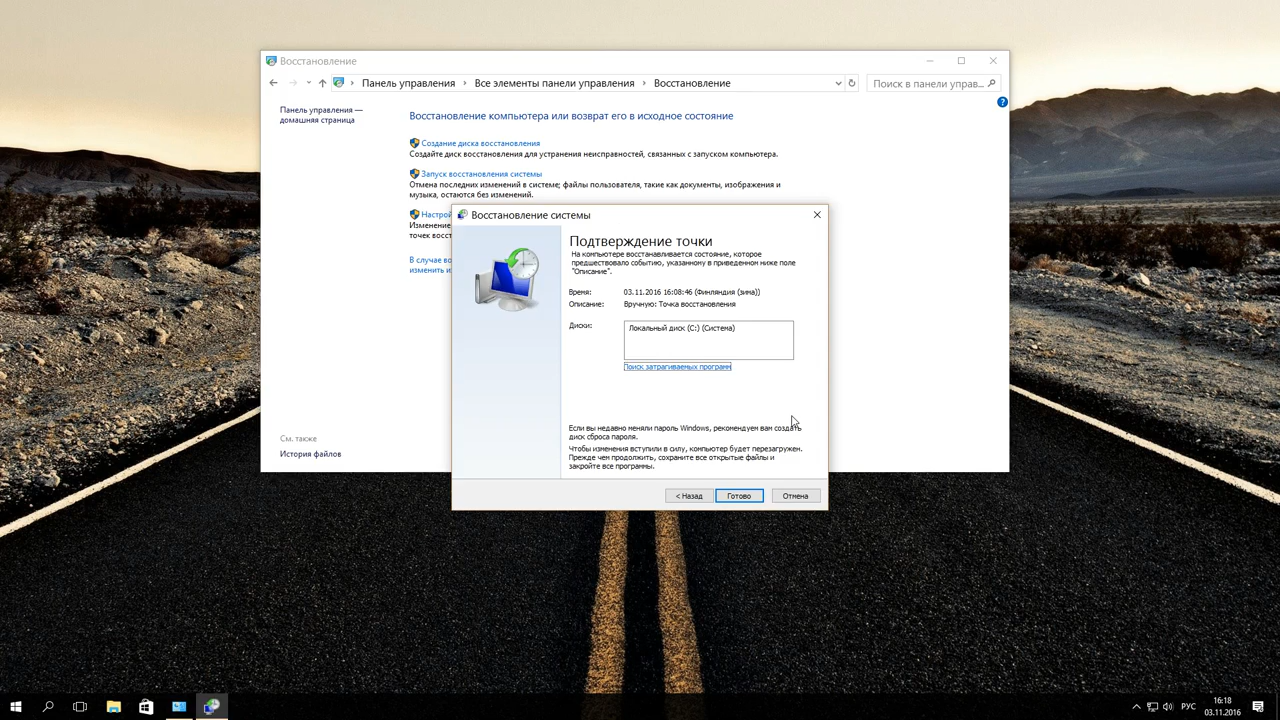 Восстановление
Панель управления
Все элементы панели управления
Восстановление
Поиск в панели управ...
Панель управления —
домашняя страница
Восстановление компьютера или возврат его в исходное состояние
Создание диска восстановления
Создайте диск восстановления для устранения неисправностей, связанных с запуском компьютера.
Запуск восстановления системы
Отмена последних изменений в системе; файлы пользователя, такие как документы, изображения и
музыка, остаются без изменений.
Настрой
Изменение
точек восст
В случае во
изменить и
См. также
История файлов
Восстановление системы
Подтверждение точки
На компьютере восстанавливается состояние, которое
предшествовало событию, указанному в приведенном ниже поле
"Описание".
Время: 03.11.2016 16:08:46 (Финляндия (зима))
Описание: Вручную: Точка восстановления
Диски: Локальный диск (C:) (Система)
Поиск затрагиваемых программ
Если вы недавно меняли пароль Windows, рекомендуем вам создать
диск сброса пароля.
Чтобы изменения вступили в силу, компьютер будет перезагружен.
Прежде чем продолжить, сохраните все открытые файлы и
закройте все программы.
< Назад Готово Отмена
РУС
16:18
03.11.2016